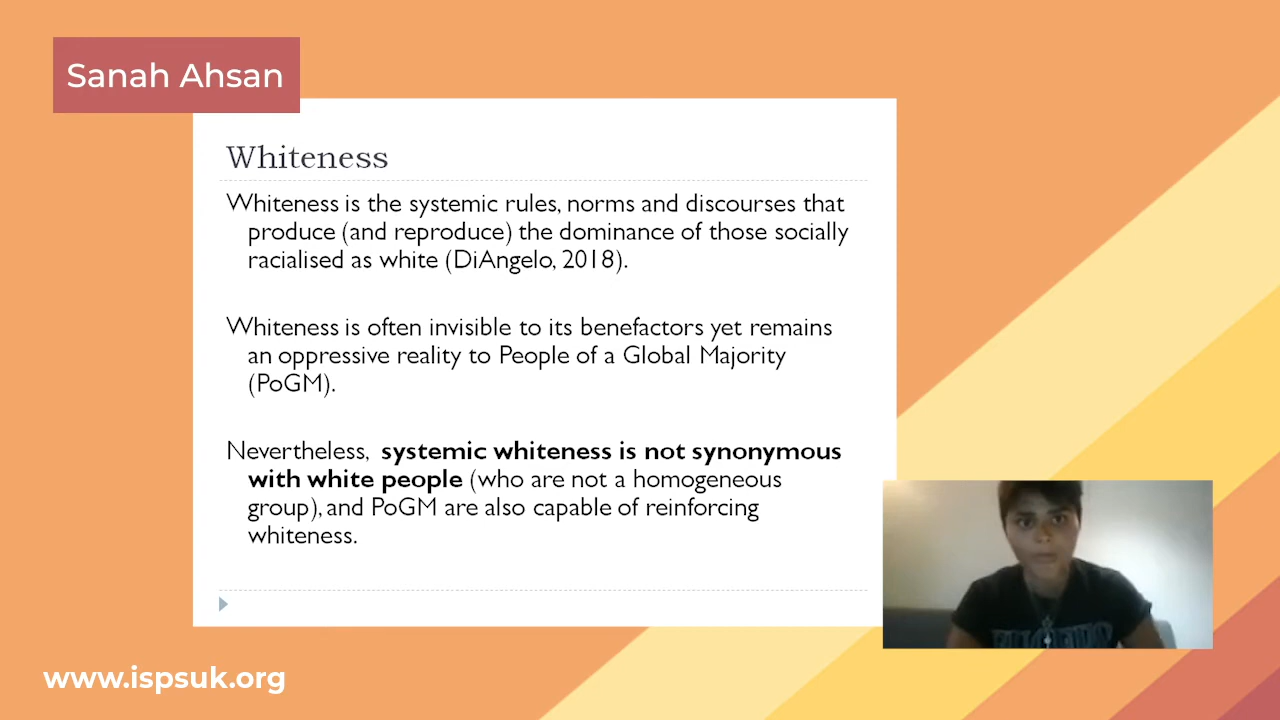 Sanah Ahsan
Whiteness
Whiteness is the systemic rules, norms and discourses that
produce (and reproduce) the dominance of those socially
racialised as white (DiAngelo, 2018).
Whiteness is often invisible to its benefactors yet remains
an oppressive reality to People of a Global Majority
(PoGM).
Nevertheless, systemic whiteness is not synonymous
with white people (who are not a homogeneous
group), and PoGM are also capable of reinforcing
whiteness.
www.ispsuk.org